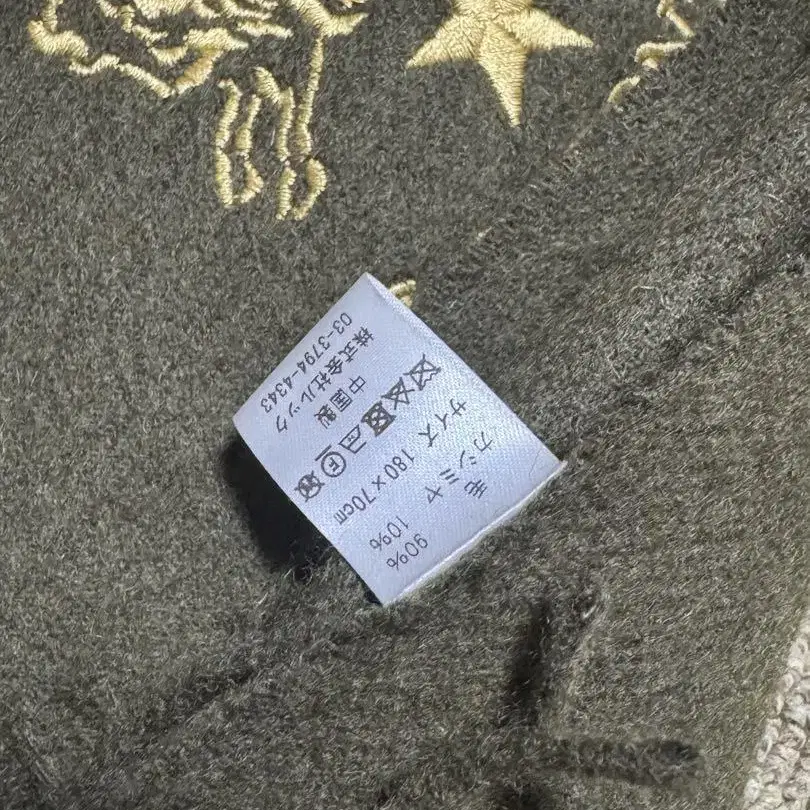 毛 90%
カシミヤ 10%
サイズ 180×70cm
中国製
株式会社ルック
03-3794-4343